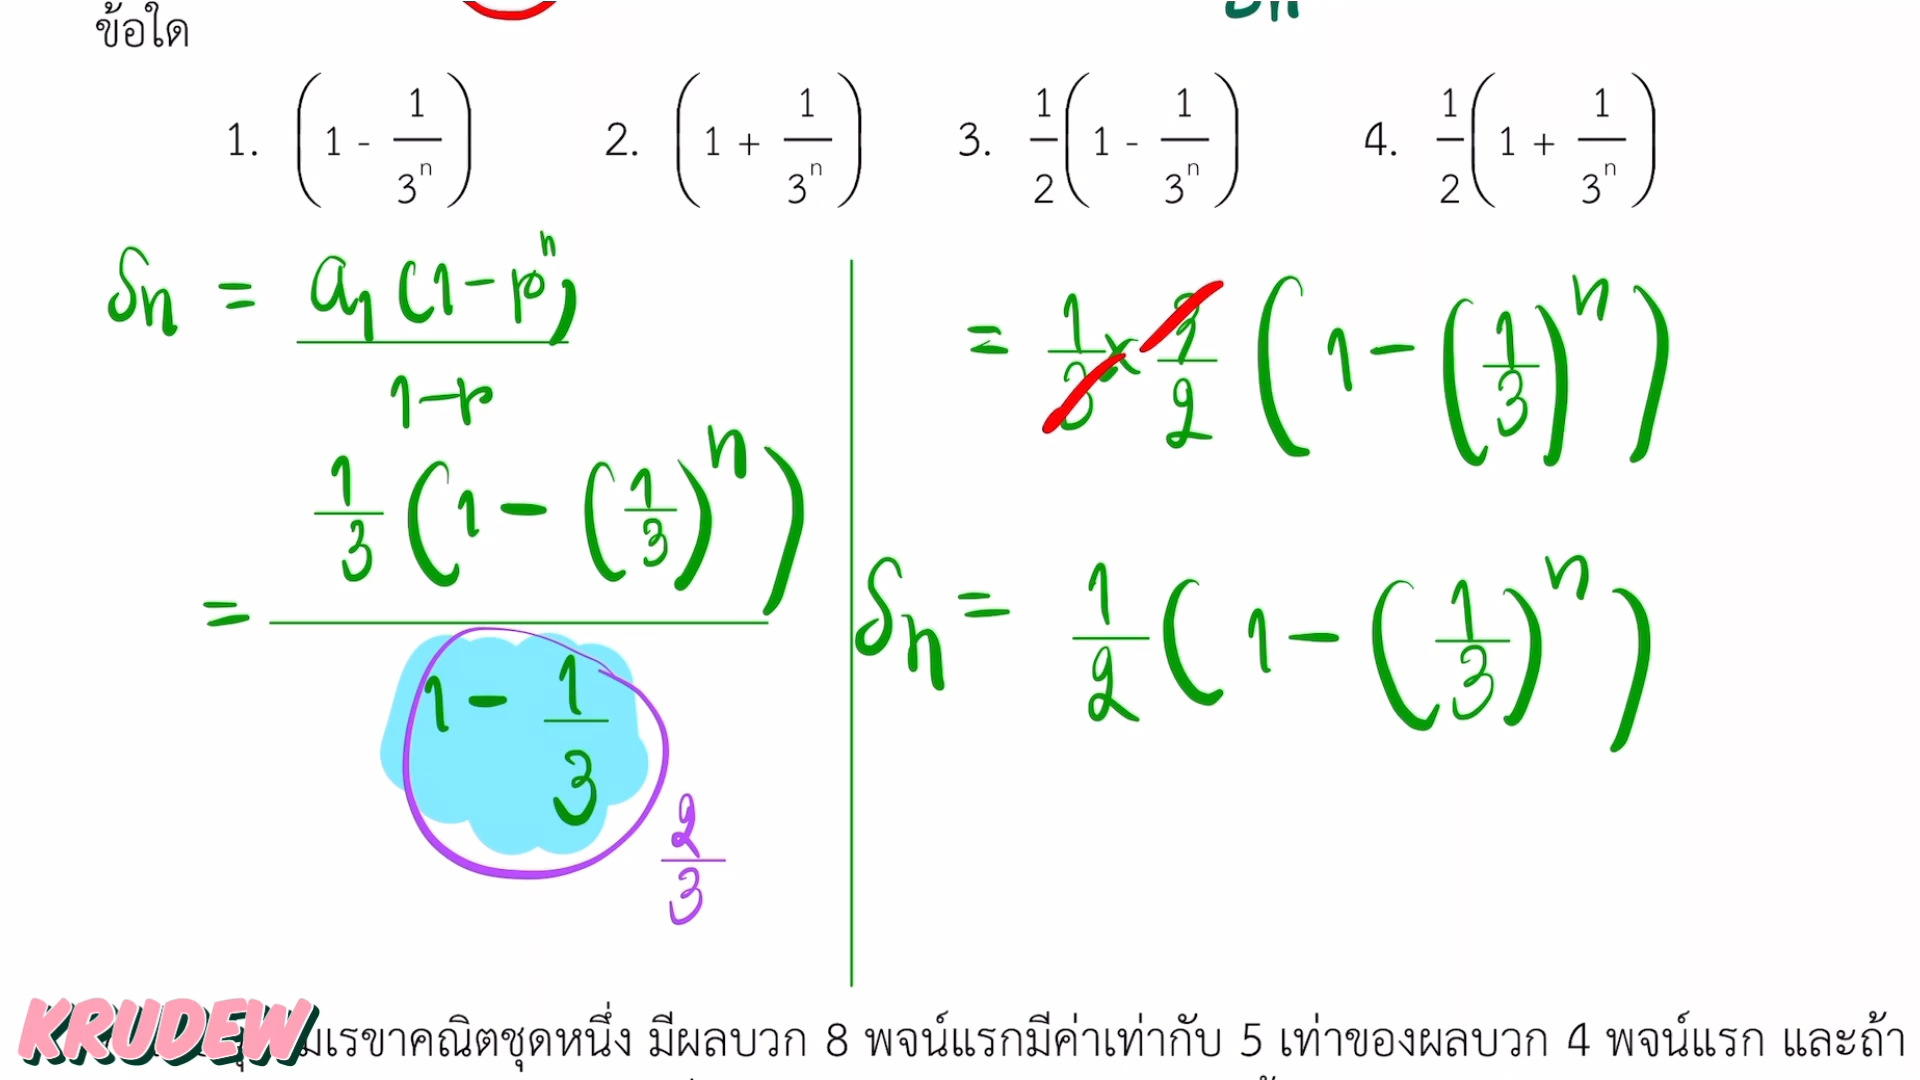 ข้อใด
1. (1 - 1/3ⁿ) 2. (1 + 1/3ⁿ) 3. 1/2(1 - 1/3ⁿ) 4. 1/2(1 + 1/3ⁿ)
Sn = a₁(1-rⁿ)/1-r
= 1/3(1-(1/3)ⁿ)/1-1/3
2/3
= 1/3 × 3/2 (1-(1/3)ⁿ)
Sn = 1/2(1-(1/3)ⁿ)
KRUDEW
มเรขาคณิตชุดหนึ่ง มีผลบวก 8 พจน์แรกมีค่าเท่ากับ 5 เท่าของผลบวก 4 พจน์แรก และถ้า